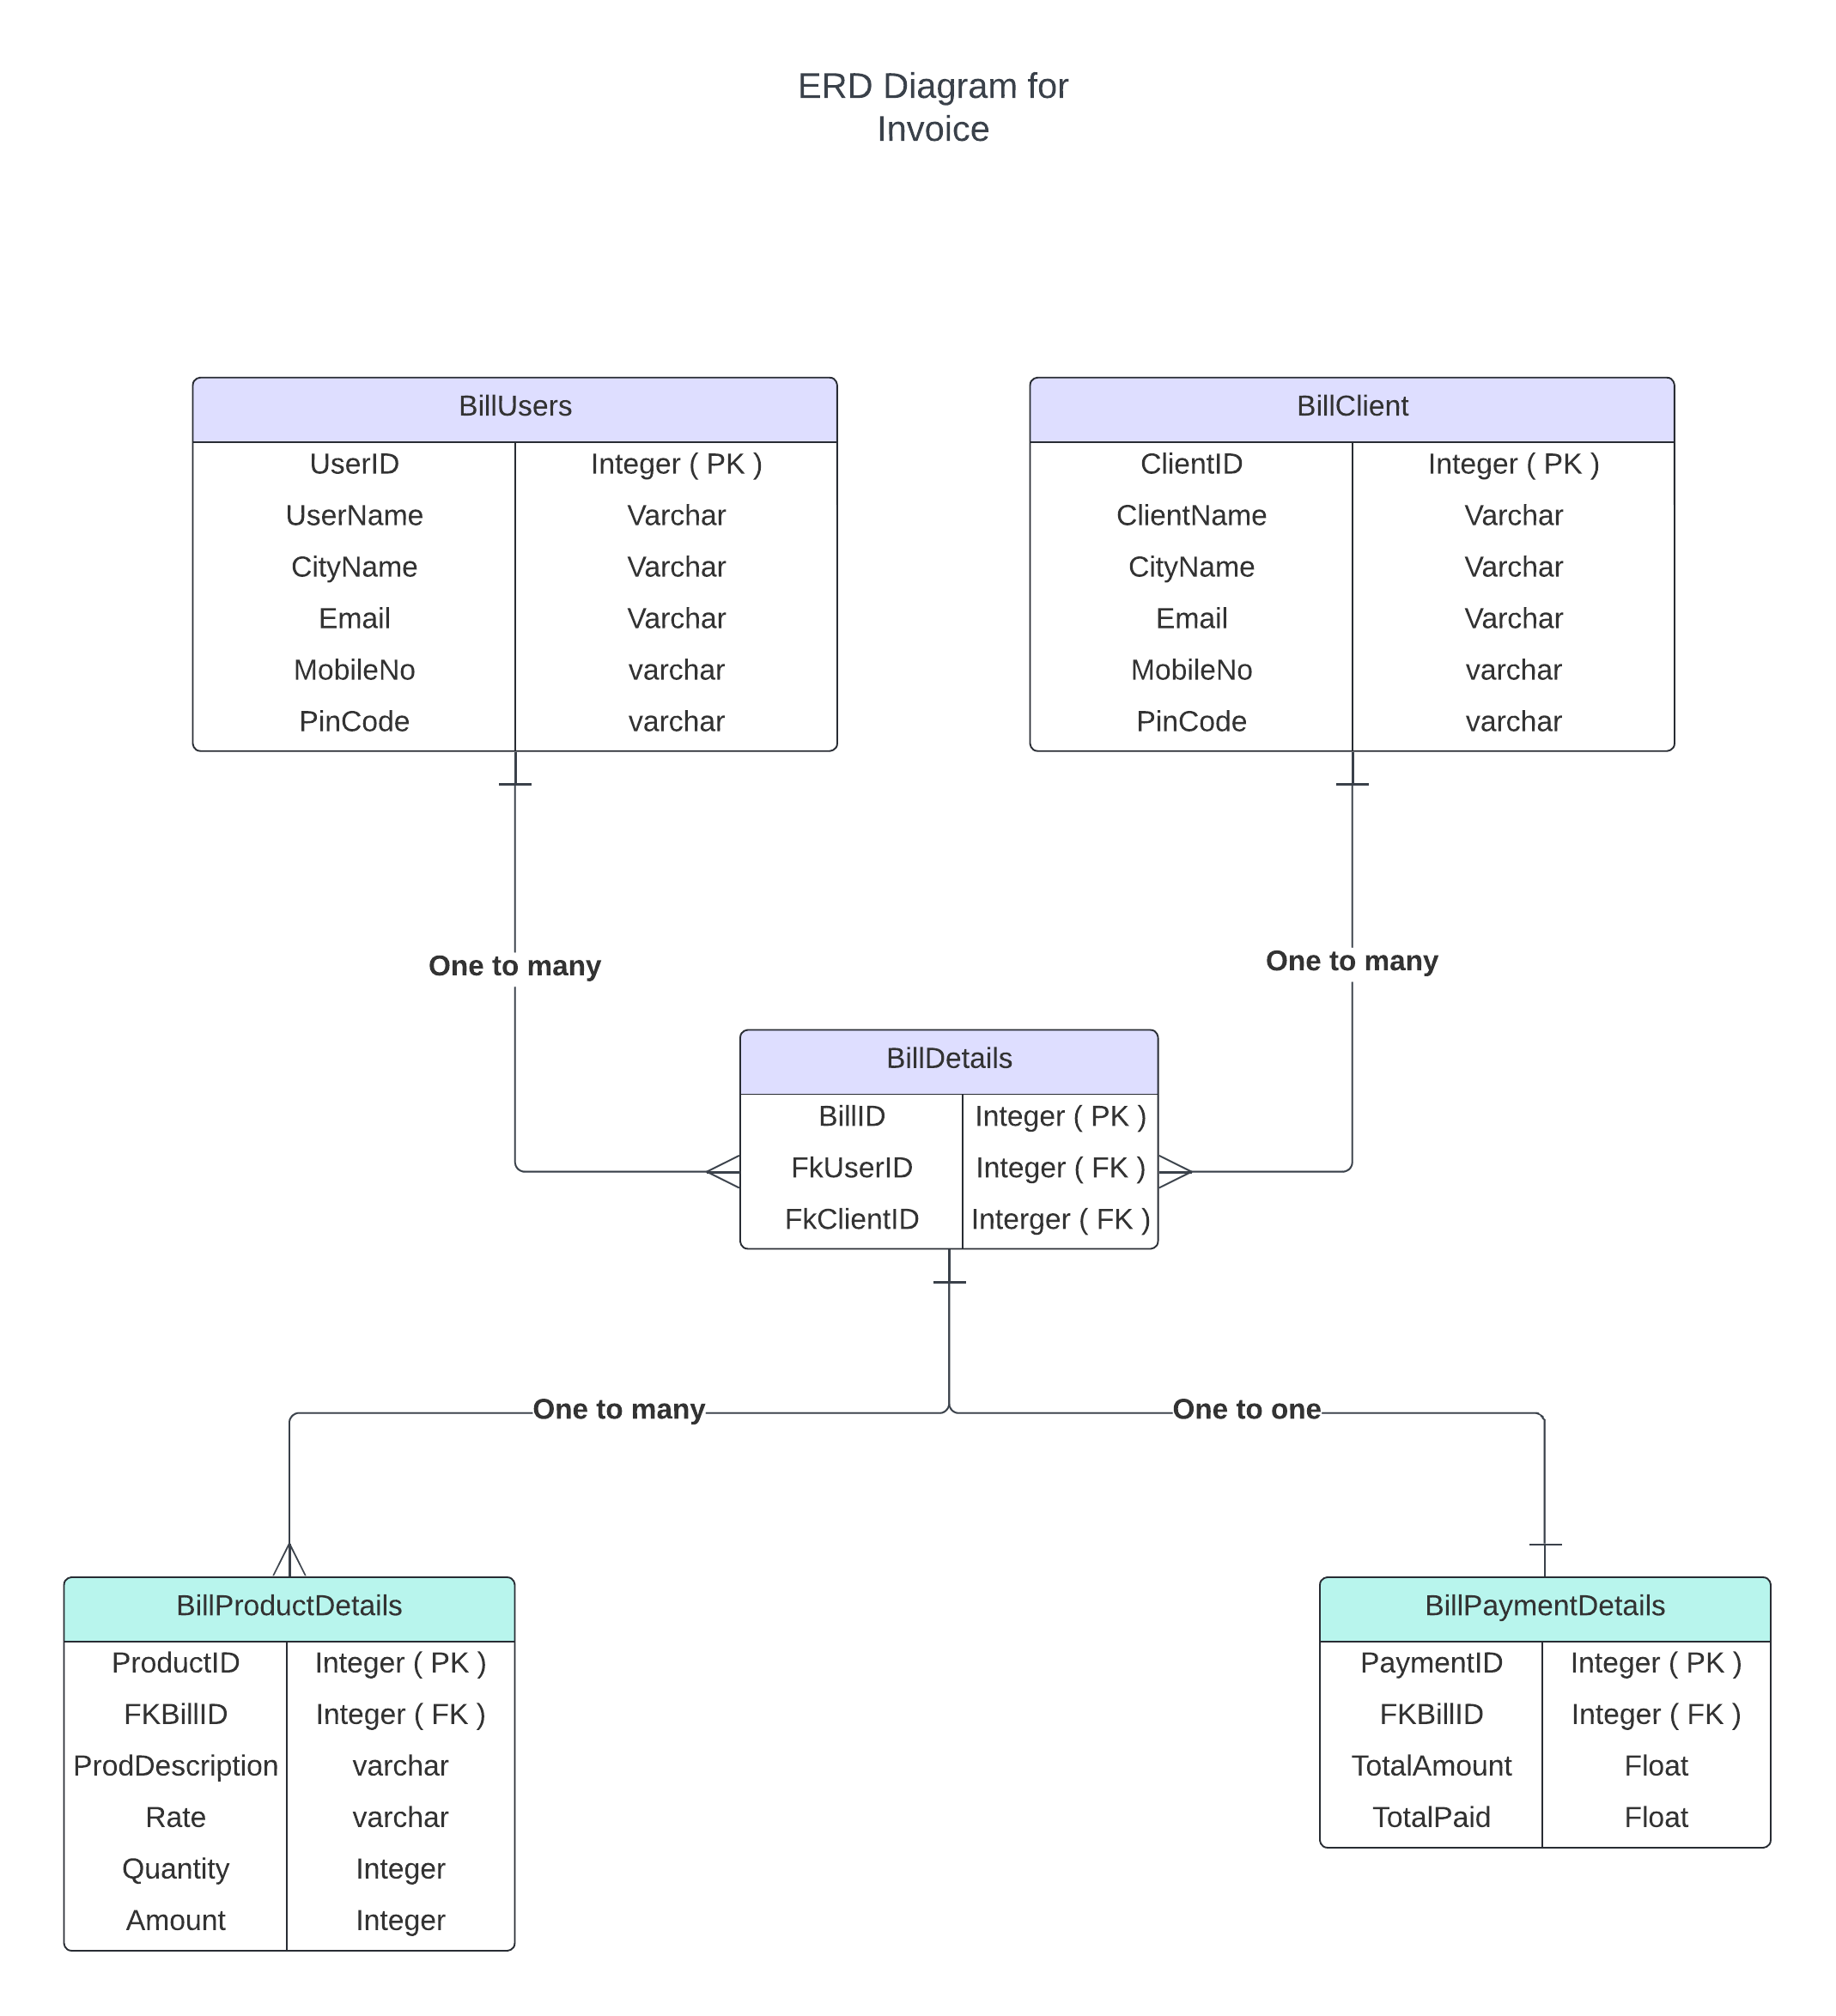 ERD Diagram for
Invoice
BillUsers
UserID Integer ( PK )
UserName Varchar
CityName Varchar
Email Varchar
MobileNo varchar
PinCode varchar
BillClient
ClientID Integer ( PK )
ClientName Varchar
CityName Varchar
Email Varchar
MobileNo varchar
PinCode varchar
One to many
One to many
BillDetails
BillID Integer ( PK )
FkUserID Integer ( FK )
FkClientID Interger ( FK )
One to many
One to one
BillProductDetails
ProductID Integer ( PK )
FKBillID Integer ( FK )
ProdDescription varchar
Rate varchar
Quantity Integer
Amount Integer
BillPaymentDetails
PaymentID Integer ( PK )
FKBillID Integer ( FK )
TotalAmount Float
TotalPaid Float